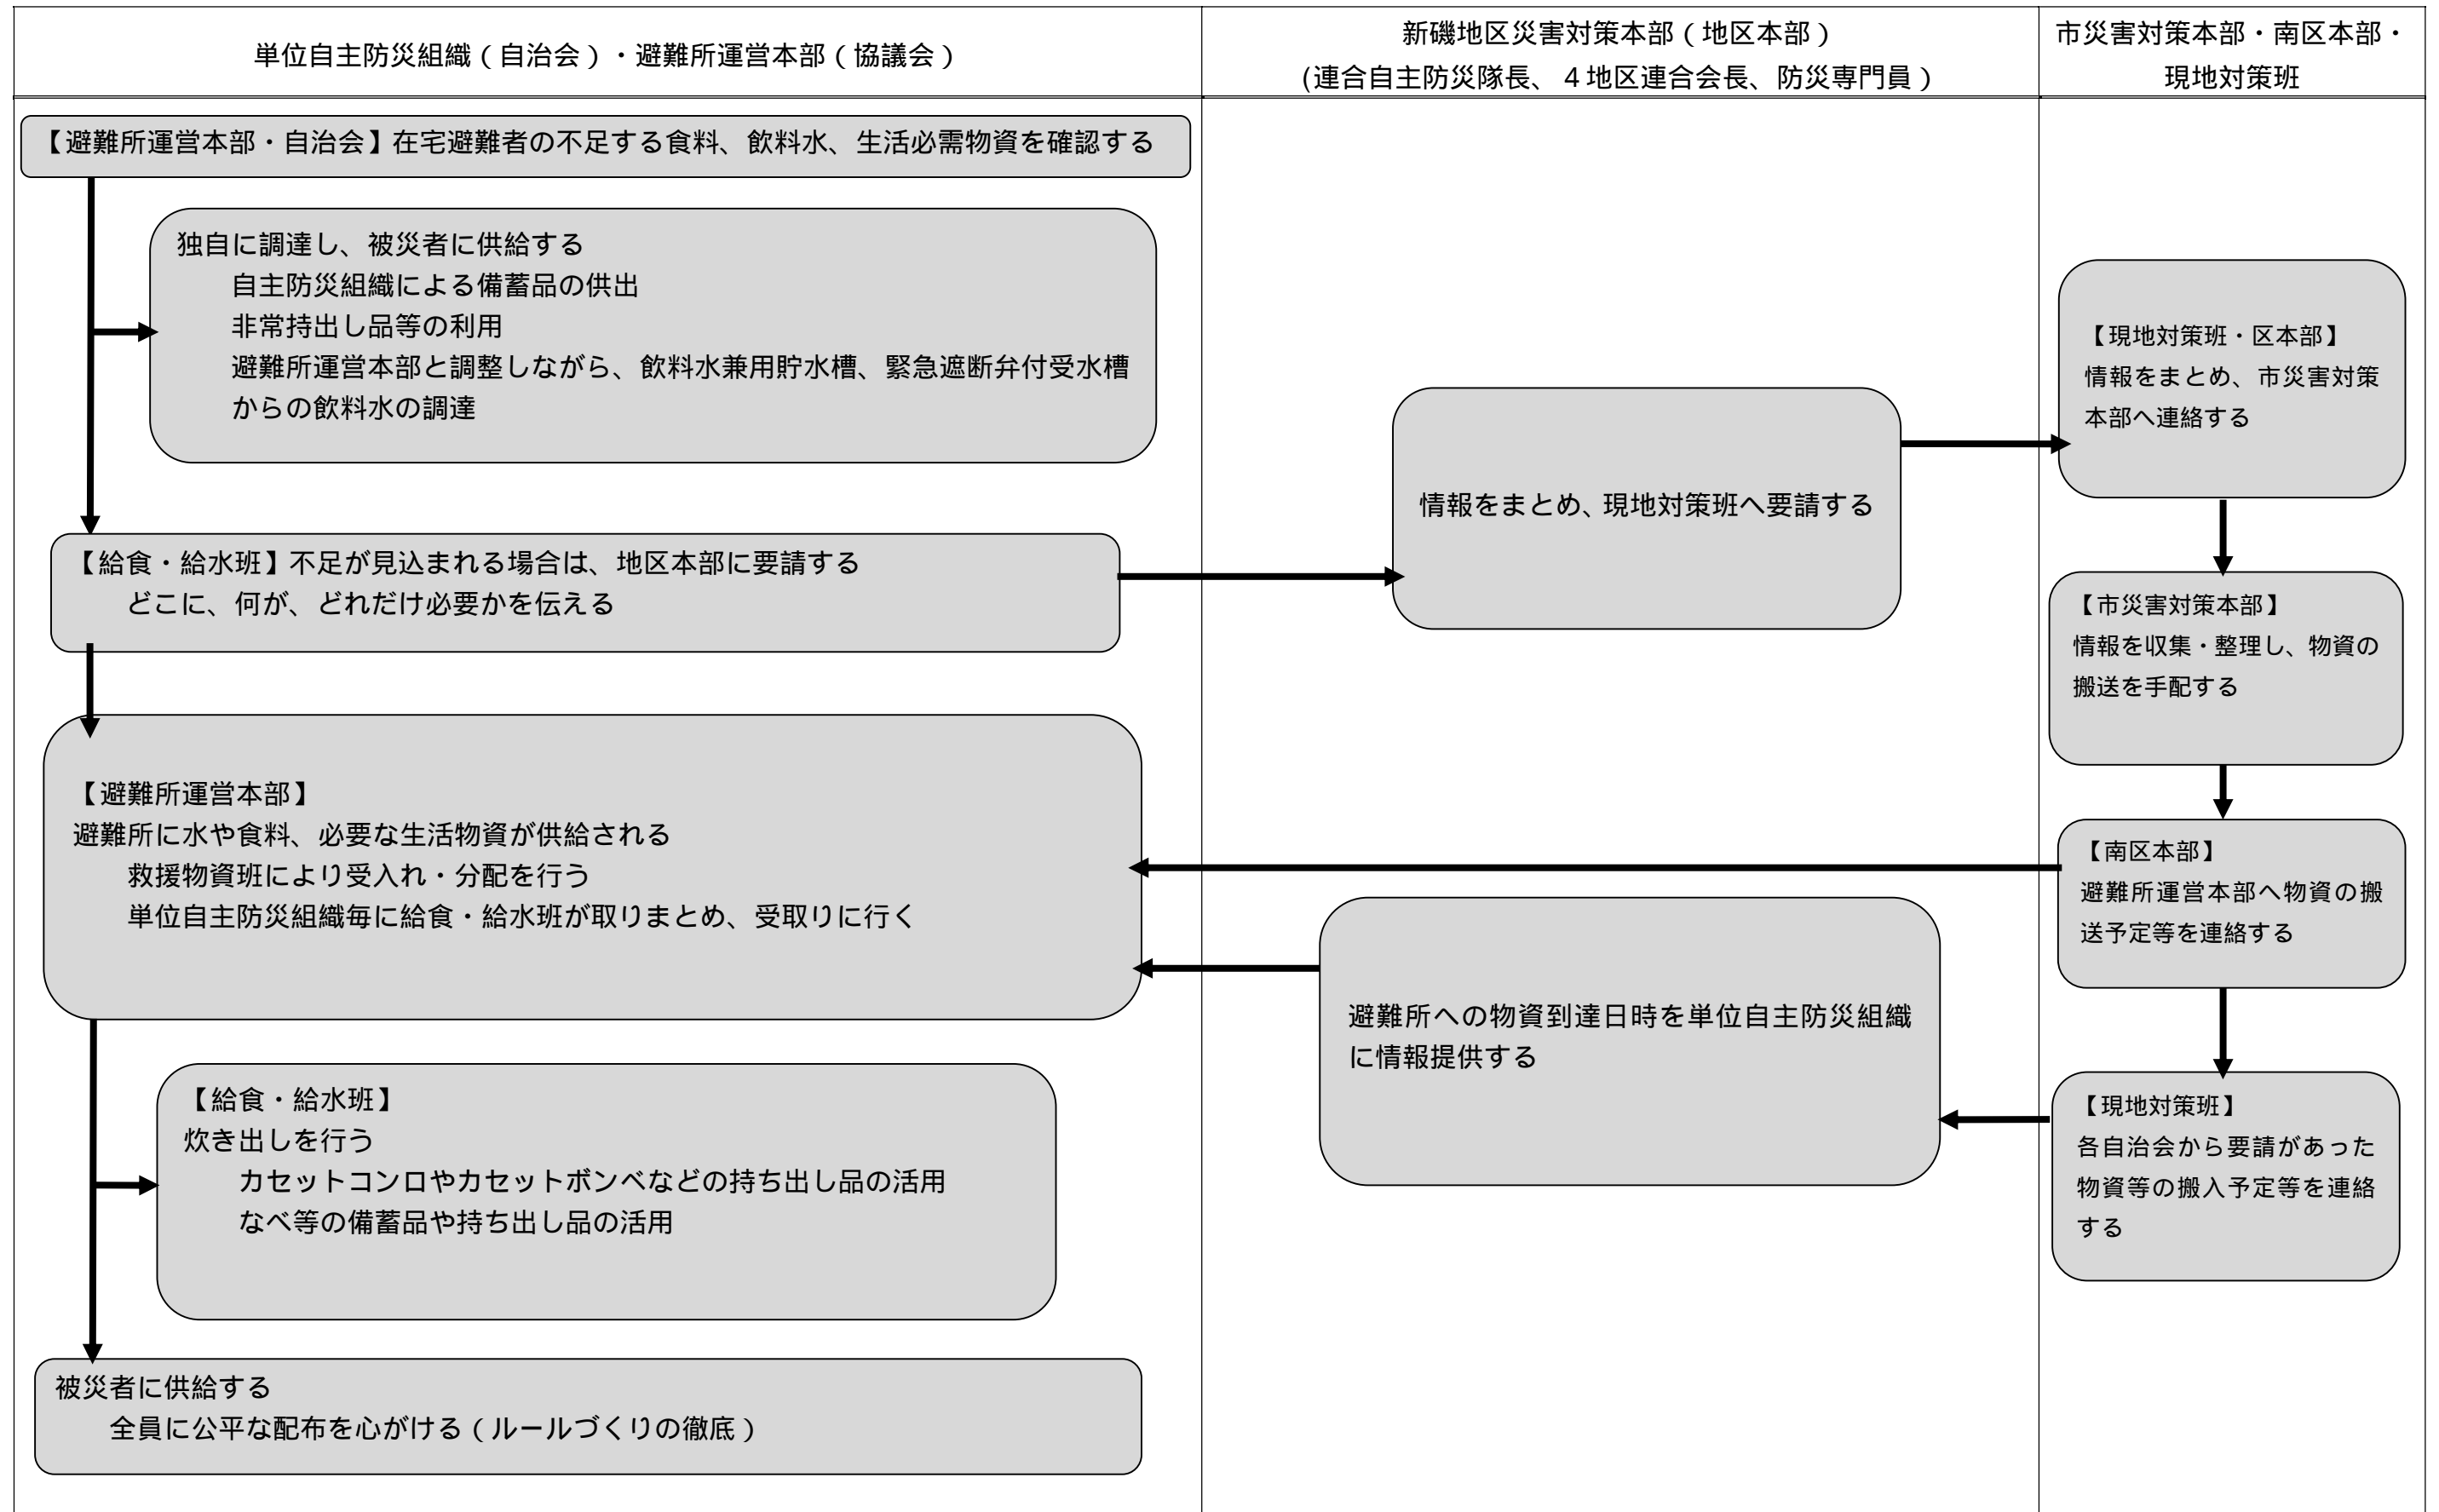 単位自主防災組織(自治会)・避難所運営本部(協議会)
新磯地区災害対策本部(地区本部)
(連合自主防災隊長、4地区連合会長、防災専門員)
市災害対策本部・南区本部・
現地対策班
【避難所運営本部・自治会】在宅避難者の不足する食料、飲料水、生活必需物資を確認する
独自に調達し、被災者に供給する
自主防災組織による備蓄品の供出
非常持出し品等の利用
避難所運営本部と調整しながら、飲料水兼用貯水槽、緊急遮断弁付受水槽
からの飲料水の調達
【給食・給水班】不足が見込まれる場合は、地区本部に要請する
どこに、何が、どれだけ必要かを伝える
情報をまとめ、現地対策班へ要請する
【現地対策班・区本部】
情報をまとめ、市災害対策
本部へ連絡する
【市災害対策本部】
情報を収集・整理し、物資の
搬送を手配する
【南区本部】
避難所運営本部へ物資の搬
送予定等を連絡する
【現地対策班】
各自治会から要請があった
物資等の搬入予定等を連絡
する
避難所への物資到達日時を単位自主防災組織
に情報提供する
【避難所運営本部】
避難所に水や食料、必要な生活物資が供給される
救援物資班により受入れ・分配を行う
単位自主防災組織毎に給食・給水班が取りまとめ、受取りに行く
【給食・給水班】
炊き出しを行う
カセットコンロやカセットボンベなどの持ち出し品の活用
なべ等の備蓄品や持ち出し品の活用
被災者に供給する
全員に公平な配布を心がける(ルールづくりの徹底)